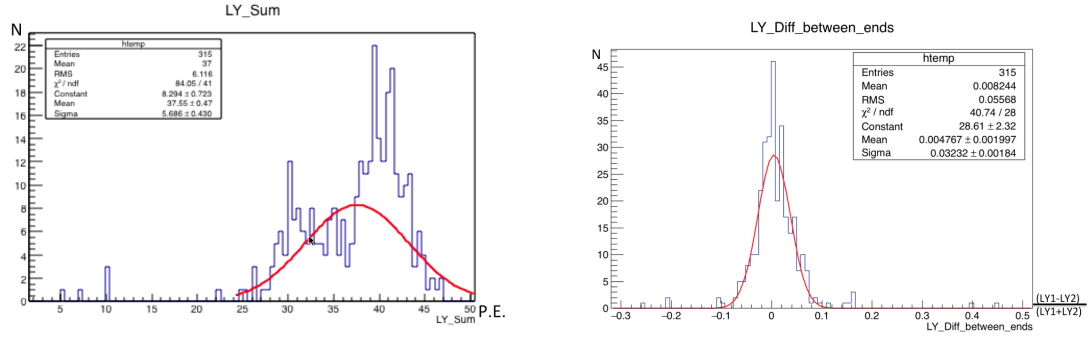 LY_Sum
N
htemp
Entries 315
Mean 37
RMS 6.116
χ² / ndf 84.05 / 41
Constant 8.294 ± 0.723
Mean 37.55 ± 0.47
Sigma 5.686 ± 0.430
22
20
18
16
14
12
10
8
6
4
2
0
5 10 15 20 25 30 35 40 45 50
LY_Sum P.E.
LY_Diff_between_ends
N
htemp
Entries 315
Mean 0.008244
RMS 0.05568
χ² / ndf 40.74 / 28
Constant 28.61 ± 2.32
Mean 0.004767 ± 0.001997
Sigma 0.03232 ± 0.00184
45
40
35
30
25
20
15
10
5
0
−0.3 −0.2 −0.1 0 0.1 0.2 0.3 0.4 0.5
LY_Diff_between_ends
(LY1-LY2)
(LY1+LY2)